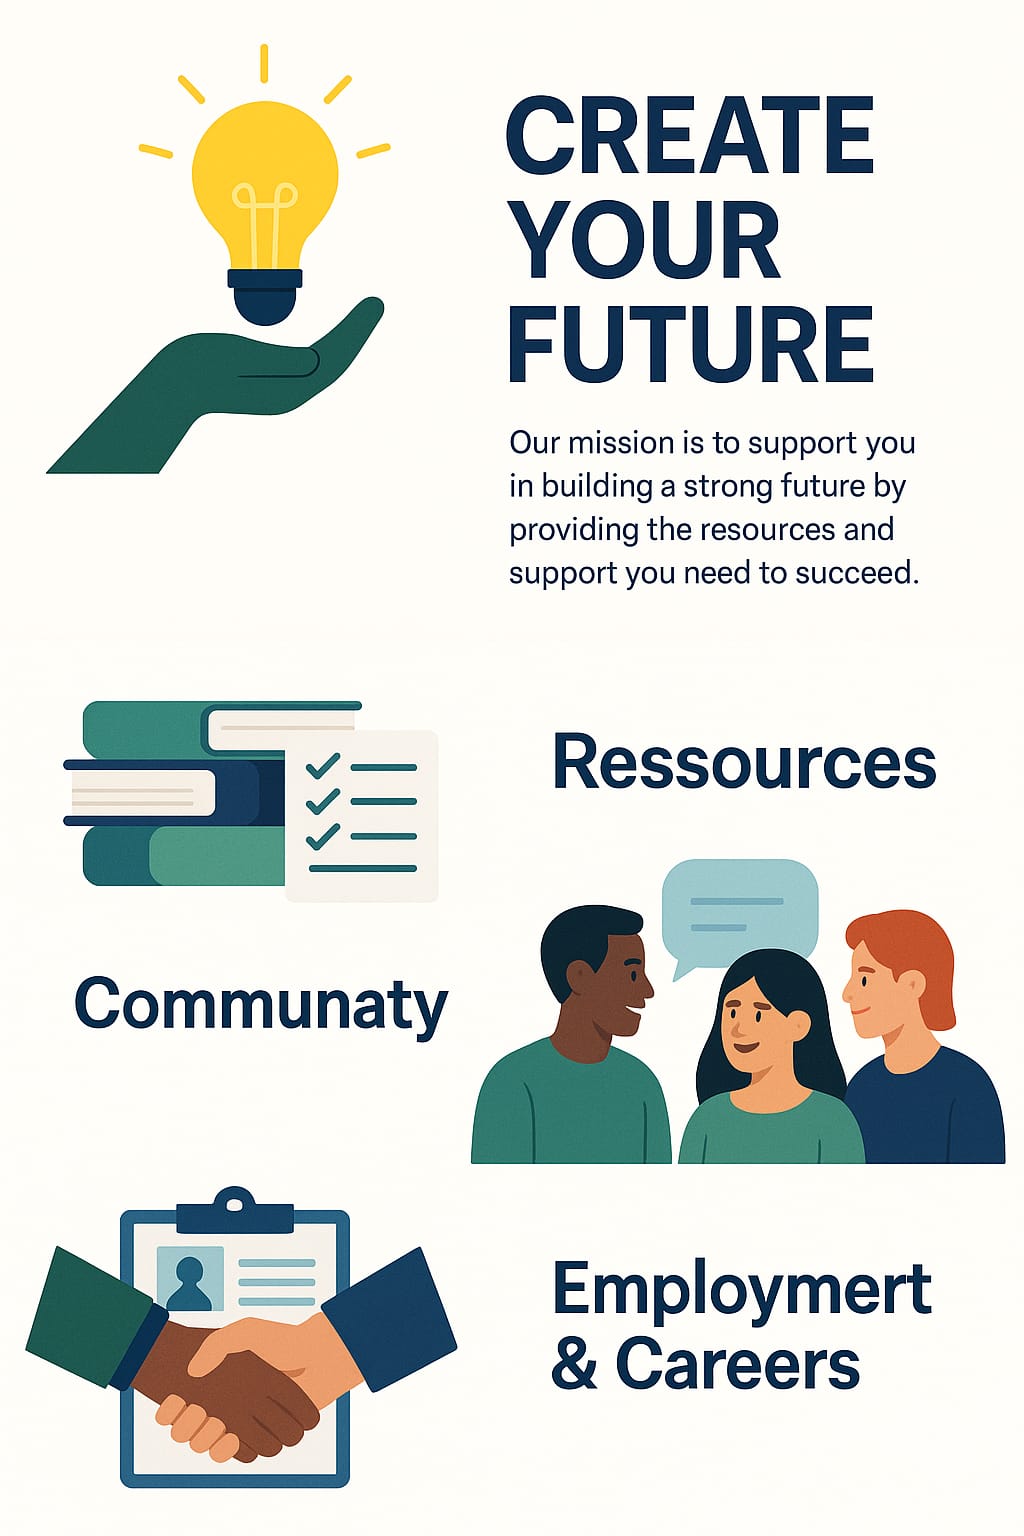 CREATE
YOUR
FUTURE
Our mission is to support you
in building a strong future by
providing the resources and
support you need to succeed.
Ressources
Communaty
Employmert
& Careers